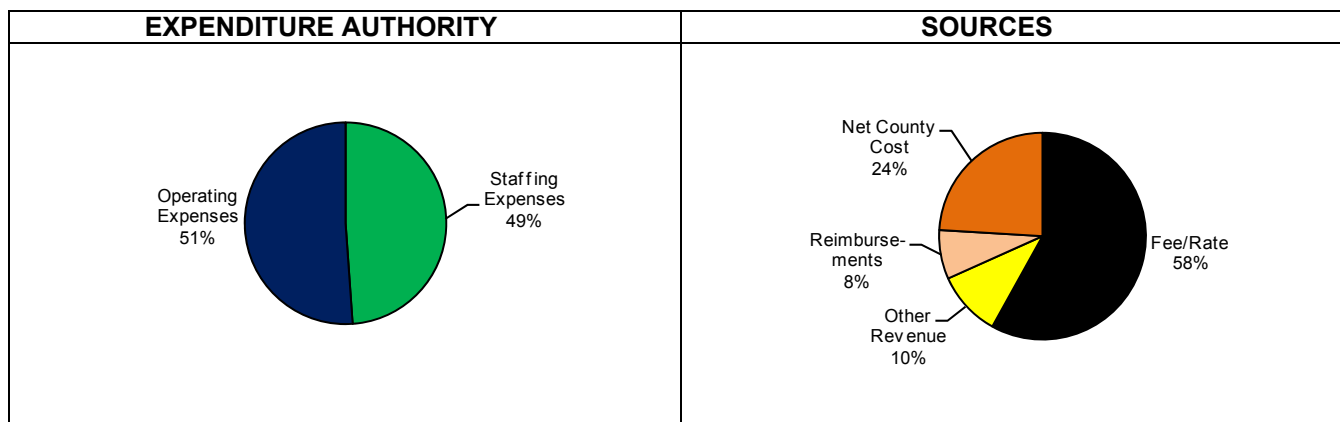 EXPENDITURE AUTHORITY
Operating
Expenses
51%
Staffing
Expenses
49%
SOURCES
Net County
Cost
24%
Reimburse-
ments
8%
Other
Revenue
10%
Fee/Rate
58%